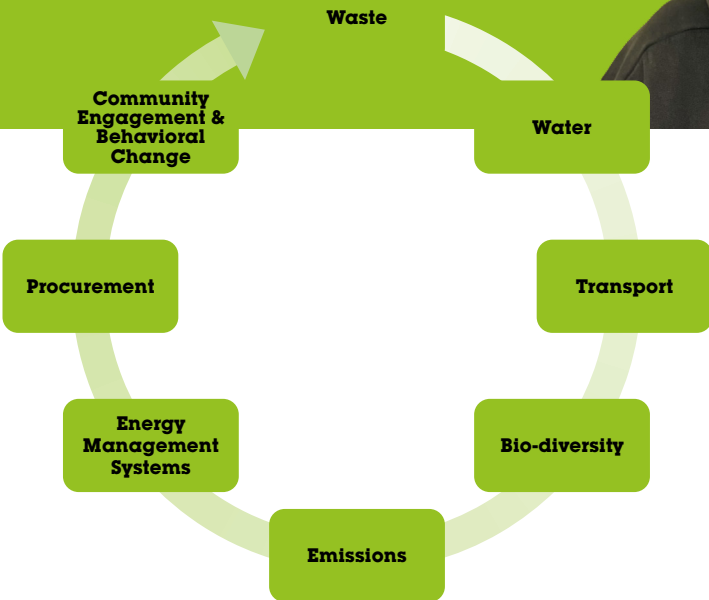 Waste
Water
Transport
Bio-diversity
Emissions
Energy
Management
Systems
Procurement
Community
Engagement &
Behavioral
Change